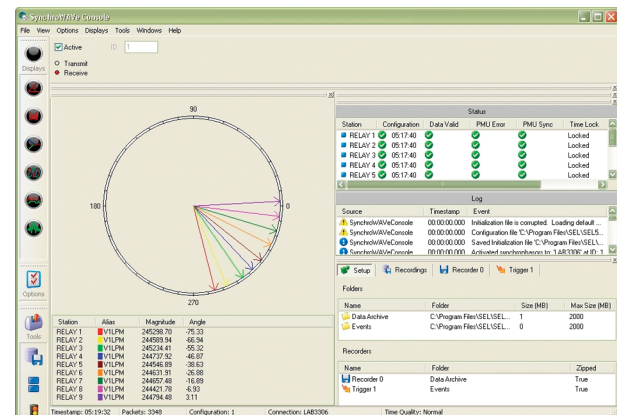 SynchroWAVe Console
File View Options Displays Tools Windows Help
Active ID 1
Transmit
Receive
Displays
Options
Tools
90
180
0
270
Station Alias Magnitude Angle
RELAY 1 V1LPM 245298.70 -75.33
RELAY 2 V1LPM 244589.94 -66.94
RELAY 3 V1LPM 245234.41 -55.32
RELAY 4 V1LPM 244737.92 -46.87
RELAY 5 V1LPM 244546.89 -38.63
RELAY 6 V1LPM 244631.91 -26.88
RELAY 7 V1LPM 244657.48 -16.89
RELAY 8 V1LPM 244421.78 -6.93
RELAY 9 V1LPM 244794.48 3.11
Status
Station Configuration Data Valid PMU Error PMU Sync Time Lock
RELAY 1 05:17:40 Locked
RELAY 2 05:17:40 Locked
RELAY 3 05:17:40 Locked
RELAY 4 05:17:40 Locked
RELAY 5 05:17:40 Locked
Log
Source Timestamp Event
SynchroWAVeConsole 00:00:00.000 Initialization file is corrupted. Loading default ...
SynchroWAVeConsole 00:00:00.000 Configuration file 'C:\Program Files\SEL\SEL5...
SynchroWAVeConsole 00:00:00.000 Saved Initialization file 'C:\Program Files\SEL\...
SynchroWAVeConsole 00:00:00.000 Activated synchrophasors to: 'LAB3306' at ID: 1
Setup Recordings Recorder 0 Trigger 1
Folders
Name Folder Size (MB) Max Size (MB)
Data Archive C:\Program Files\SEL\SEL... 1 2000
Events C:\Program Files\SEL\SEL... 0 2000
Recorders
Name Folder Zipped
Recorder 0 Data Archive True
Trigger 1 Events True
Timestamp: 05:19:32 Packets: 3348 Configuration: 1 Connection: LAB3306 Time Quality: Normal